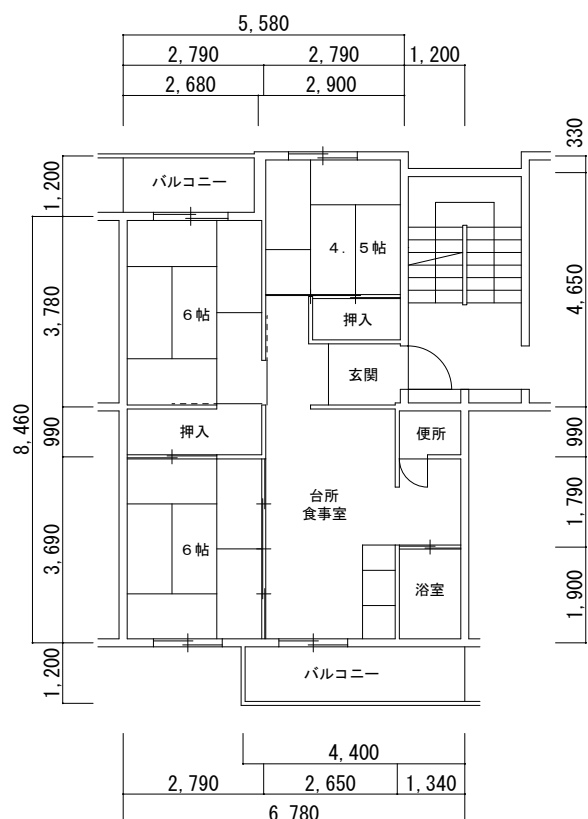 5,580
2,790
2,790
1,200
2,680
2,900
330
1,200
バルコニー
4.5帖
3,780
6帖
押入
4,650
玄関
8,460
990
押入
便所
990
台所
食事室
1,790
3,690
6帖
浴室
1,900
1,200
バルコニー
4,400
2,790
2,650
1,340
6,780